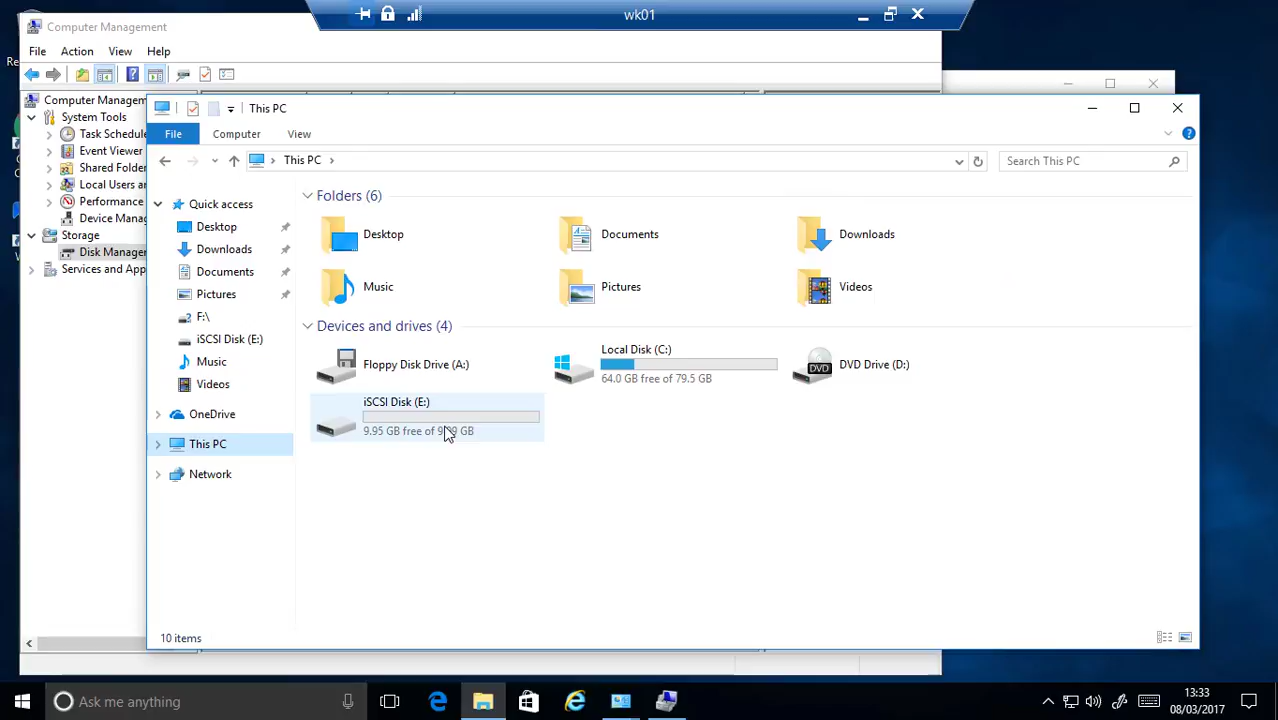 wk01
Computer Management
File Action View Help
Computer Managem
System Tools
Task Schedule
Event Viewer
Shared Folder
Local Users ar
Performance
Device Manag
Storage
Disk Manager
Services and App
This PC
File Computer View
This PC
Search This PC
Quick access
Desktop
Downloads
Documents
Pictures
F:\
iSCSI Disk (E:)
Music
Videos
OneDrive
This PC
Network
Folders (6)
Desktop Documents Downloads
Music Pictures Videos
Devices and drives (4)
Floppy Disk Drive (A:)
Local Disk (C:)
64.0 GB free of 79.5 GB
DVD
DVD Drive (D:)
iSCSI Disk (E:)
9.95 GB free of GB
10 items
Ask me anything
13:33
08/03/2017